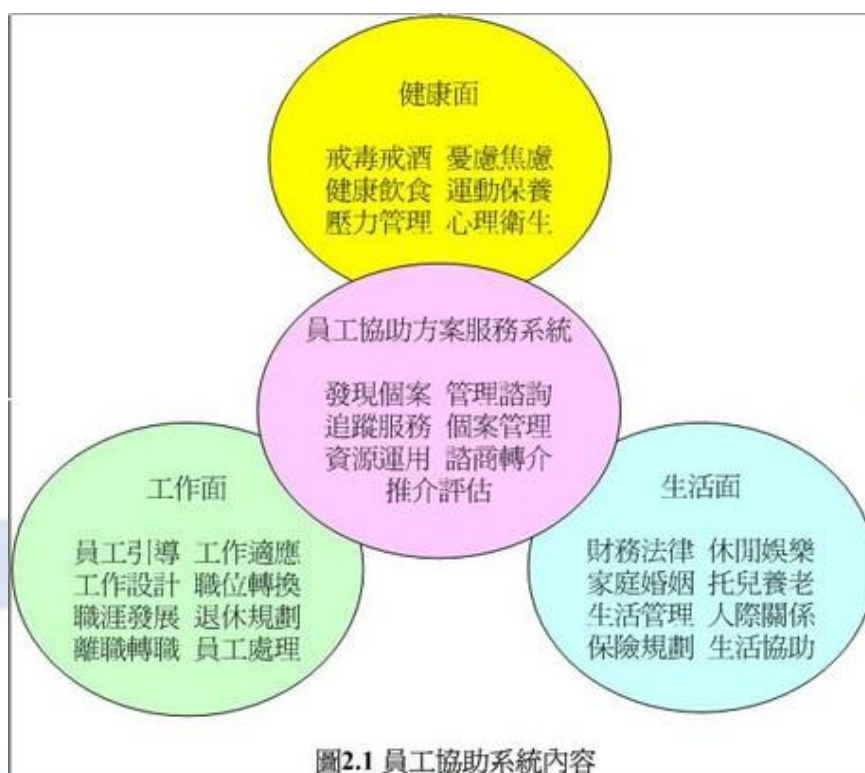 健康面
戒毒戒酒 憂慮焦慮
健康飲食 運動保養
壓力管理 心理衛生
員工協助方案服務系統
發現個案 管理諮詢
追蹤服務 個案管理
資源運用 諮商轉介
推介評估
工作面
員工引導 工作適應
工作設計 職位轉換
職涯發展 退休規劃
離職轉職 員工處理
生活面
財務法律 休閒娛樂
家庭婚姻 托兒養老
生活管理 人際關係
保險規劃 生活協助
圖2.1 員工協助系統內容